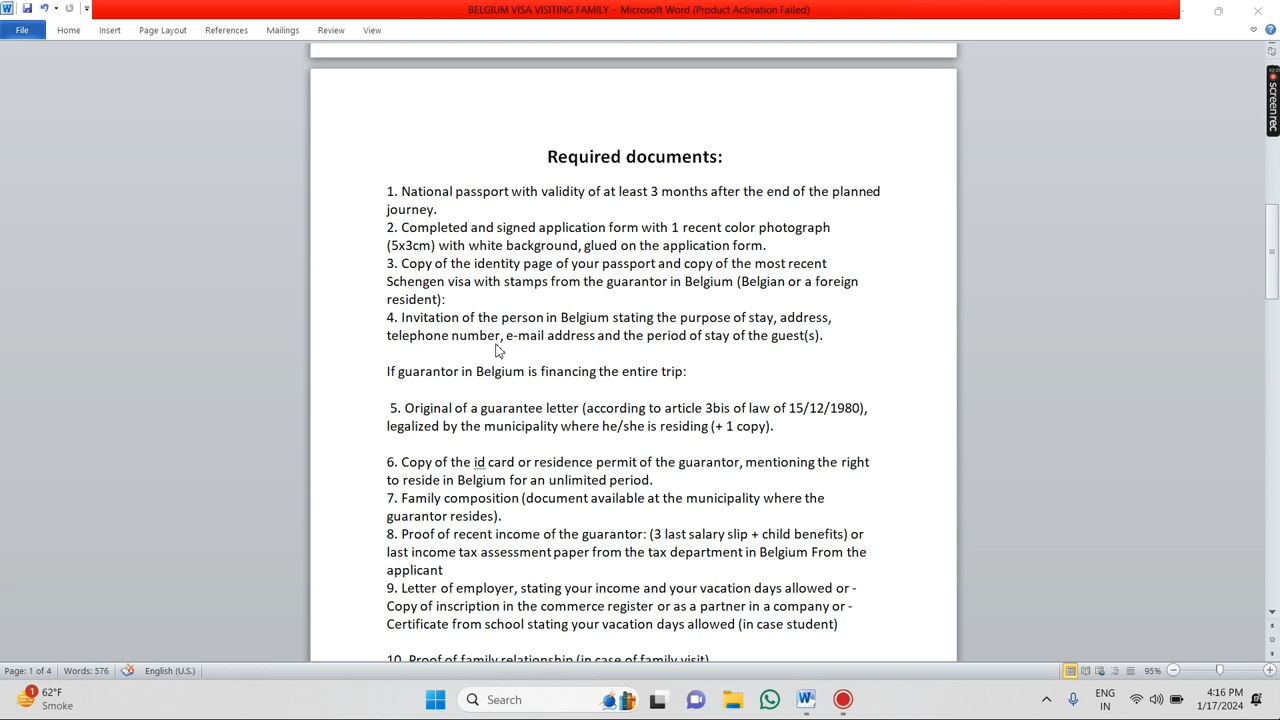 BELGIUM VISA VISITING FAMILY - Microsoft Word (Product Activation Failed)
File Home Insert Page Layout References Mailings Review View
Required documents:
1. National passport with validity of at least 3 months after the end of the planned
journey.
2. Completed and signed application form with 1 recent color photograph
(5x3cm) with white background, glued on the application form.
3. Copy of the identity page of your passport and copy of the most recent
Schengen visa with stamps from the guarantor in Belgium (Belgian or a foreign
resident):
4. Invitation of the person in Belgium stating the purpose of stay, address,
telephone number, e-mail address and the period of stay of the guest(s).
If guarantor in Belgium is financing the entire trip:
5. Original of a guarantee letter (according to article 3bis of law of 15/12/1980),
legalized by the municipality where he/she is residing (+ 1 copy).
6. Copy of the id card or residence permit of the guarantor, mentioning the right
to reside in Belgium for an unlimited period.
7. Family composition (document available at the municipality where the
guarantor resides).
8. Proof of recent income of the guarantor: (3 last salary slip + child benefits) or
last income tax assessment paper from the tax department in Belgium From the
applicant
9. Letter of employer, stating your income and your vacation days allowed or -
Copy of inscription in the commerce register or as a partner in a company or -
Certificate from school stating your vacation days allowed (in case student)
10. Proof of family relationship (in case of family visit)
screenrec
Page: 1 of 4 Words: 576 English (U.S.) 95%
1 62°F
Smoke
Search
ENG
IN
4:16 PM
1/17/2024